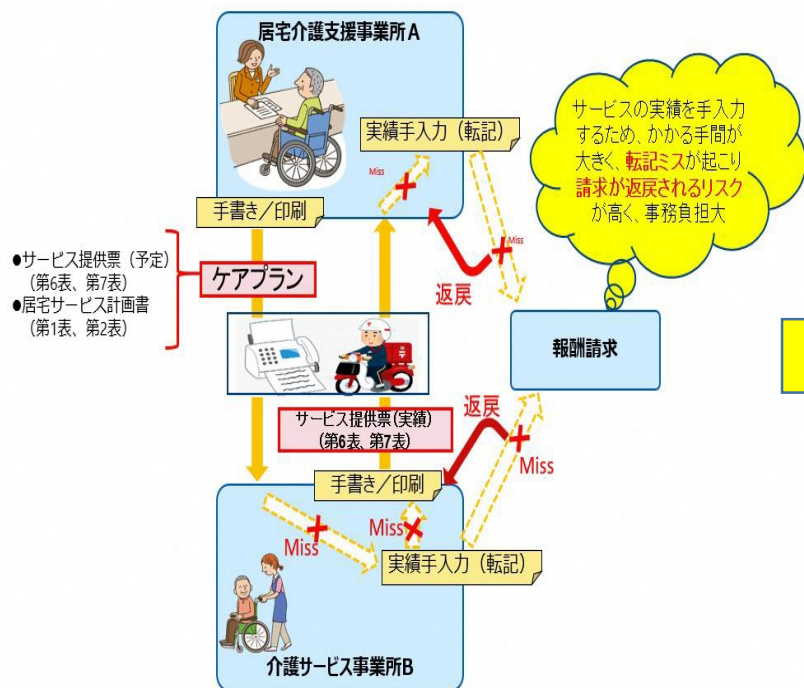 居宅介護支援事業所A
実績手入力（転記）
Miss
Miss
手書き／印刷
返戻
サービスの実績を手入力
するため、かかる手間が
大きく、転記ミスが起こり
請求が返戻されるリスク
が高く、事務負担大
●サービス提供票（予定）
（第6表、第7表）
●居宅サービス計画書
（第1表、第2表）
ケアプラン
報酬請求
サービス提供票(実績)
(第6表、第7表)
返戻
Miss
手書き／印刷
Miss
Miss
実績手入力（転記）
介護サービス事業所B